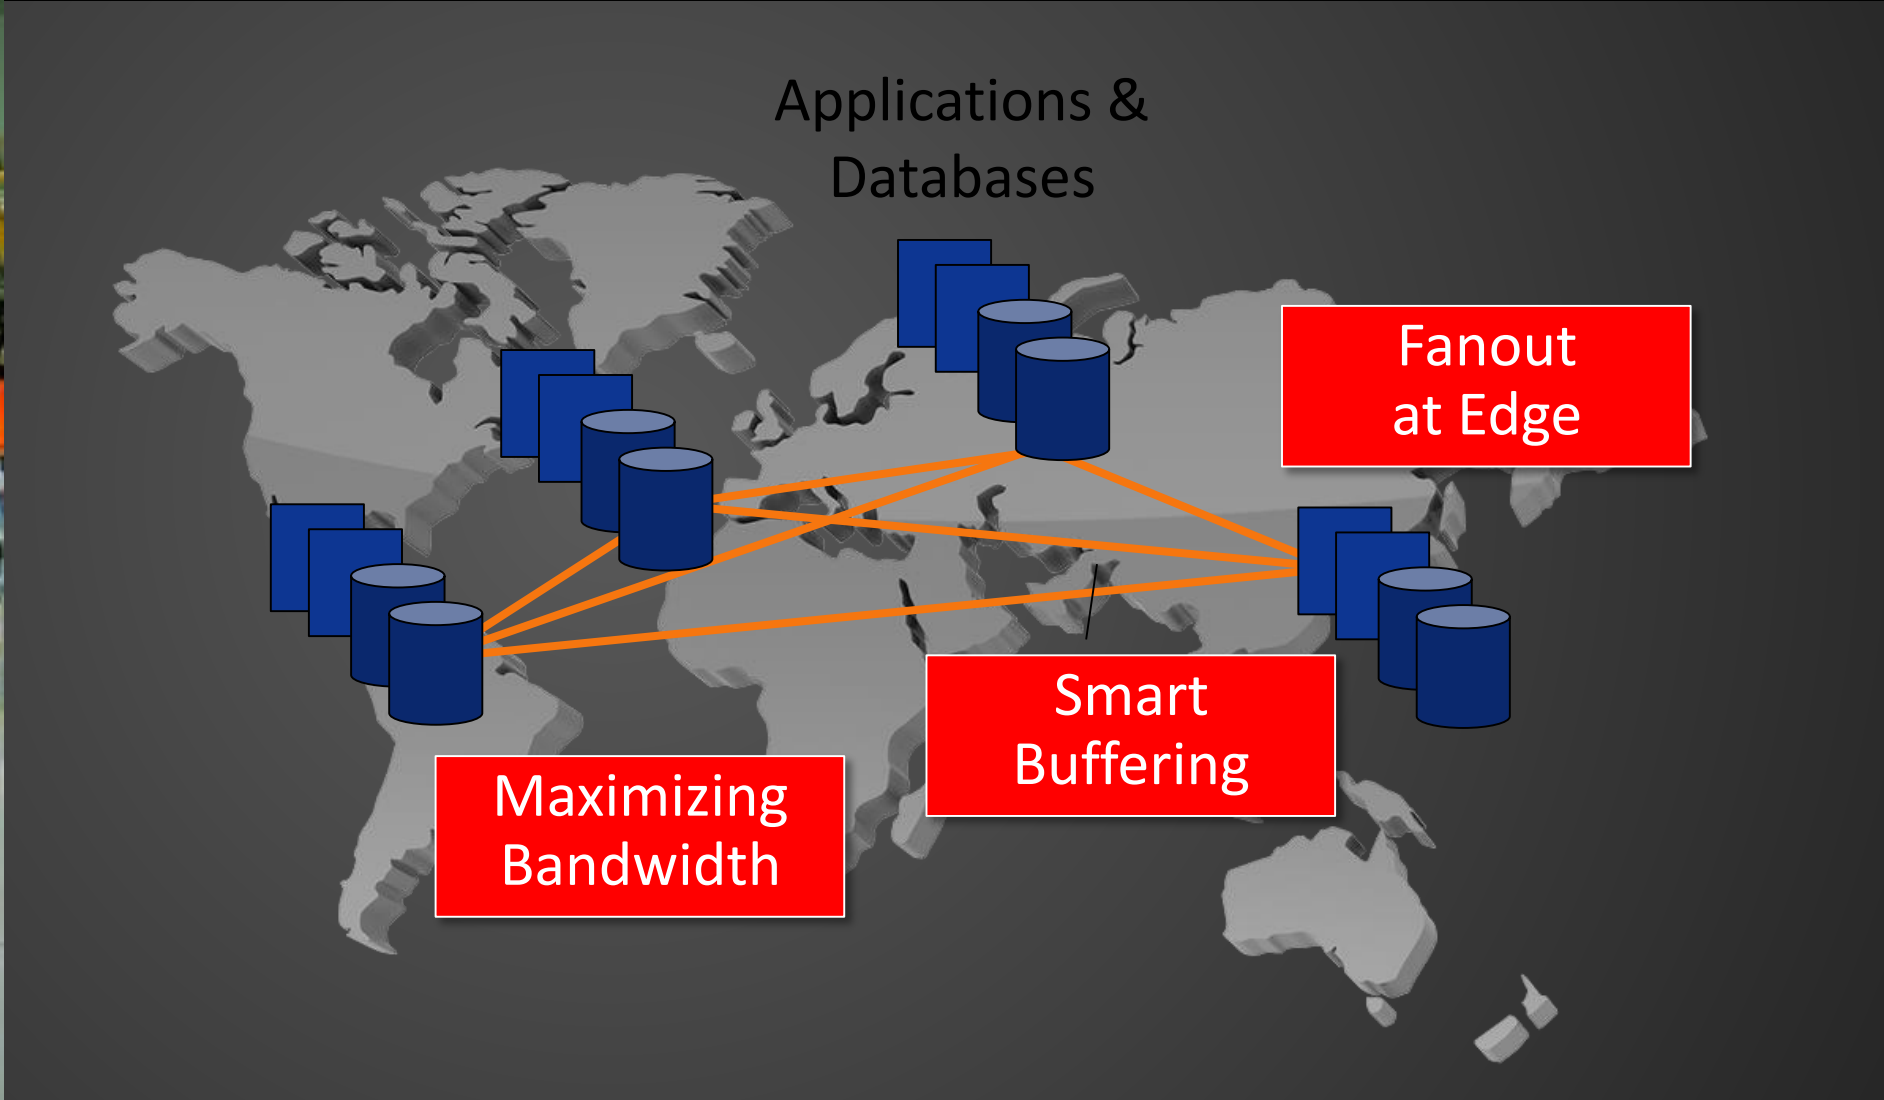 Applications &
Databases
Fanout
at Edge
Smart
Buffering
Maximizing
Bandwidth